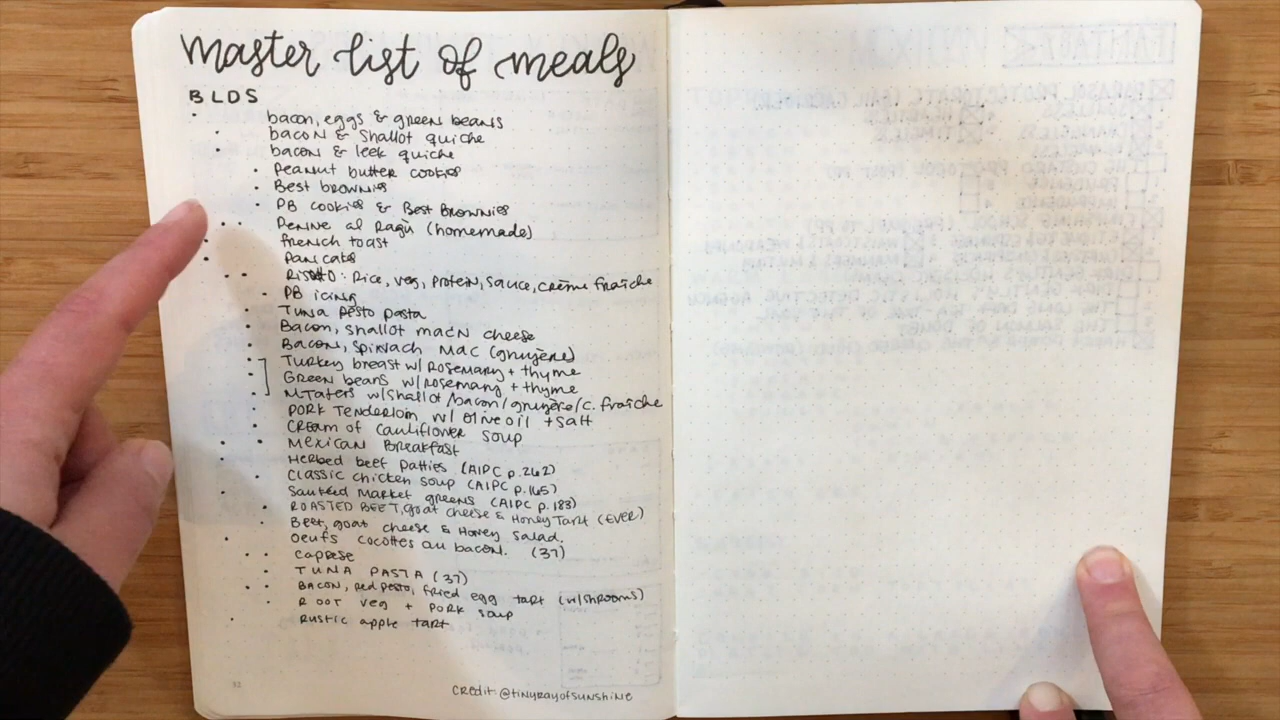 master list of meals
BLDS
bacon, eggs & green beans
bacon & shallot quiche
bacon & leek quiche
Peanut butter cookies
Best brownies
PB cookies & Best Brownies
Penne al Ragù (homemade)
french toast
pancakes
: Rice, veg, protein, sauce, crème fraîche
PB icing
Tuna pesto pasta
Bacon, shallot mac N cheese
Bacon, spinach mac (gruyère)
Turkey breast w/ rosemary + thyme
Green beans w/ rosemary + thyme
M taters w/ shallot/bacon/gruyère/c. fraîche
Pork tenderloin w/ olive oil + salt
cream of cauliflower soup
Mexican Breakfast
Herbed beef patties (AIPC p.262)
Classic chicken soup (AIPC p.165)
Sautéed market greens (AIPC p.183)
ROASTED BEET, goat cheese & Honey Tart (EVER)
Beet, goat cheese & Honey salad.
Oeufs cocottes au bacon. (37)
Caprese
TUNA PASTA (37)
BACON, red pesto, fried egg tart (w/shrooms)
ROOT veg + PORK soup
rustic apple tart
credit: @tinyrayofsunshine